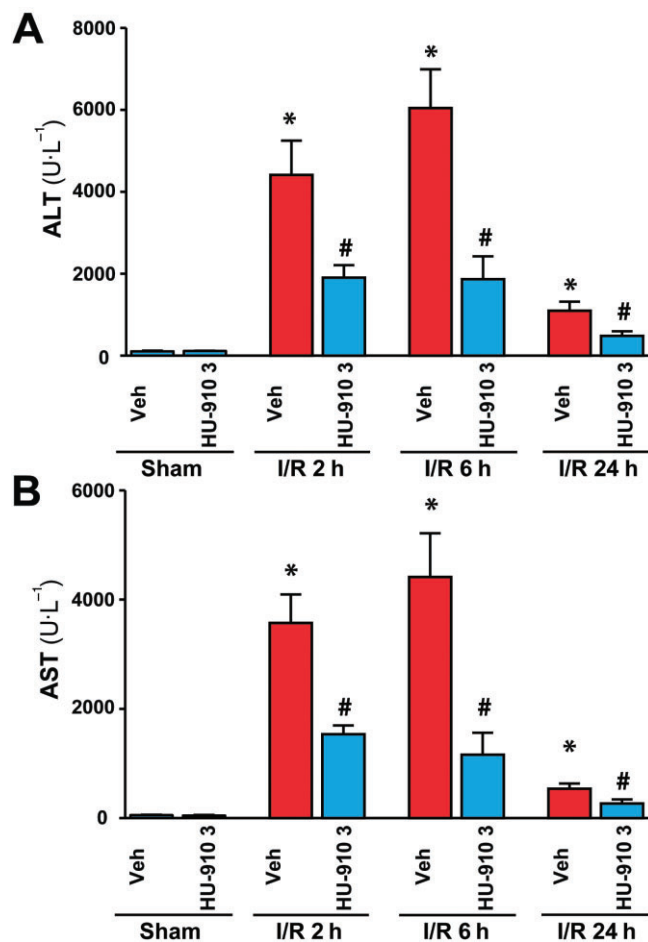 A
ALT (U·L⁻¹)
8000
6000
4000
2000
0
* # * # * #
Veh HU-910 3 Veh HU-910 3 Veh HU-910 3 Veh HU-910 3
Sham I/R 2 h I/R 6 h I/R 24 h
B
AST (U·L⁻¹)
6000
4000
2000
0
* # * # * #
Veh HU-910 3 Veh HU-910 3 Veh HU-910 3 Veh HU-910 3
Sham I/R 2 h I/R 6 h I/R 24 h